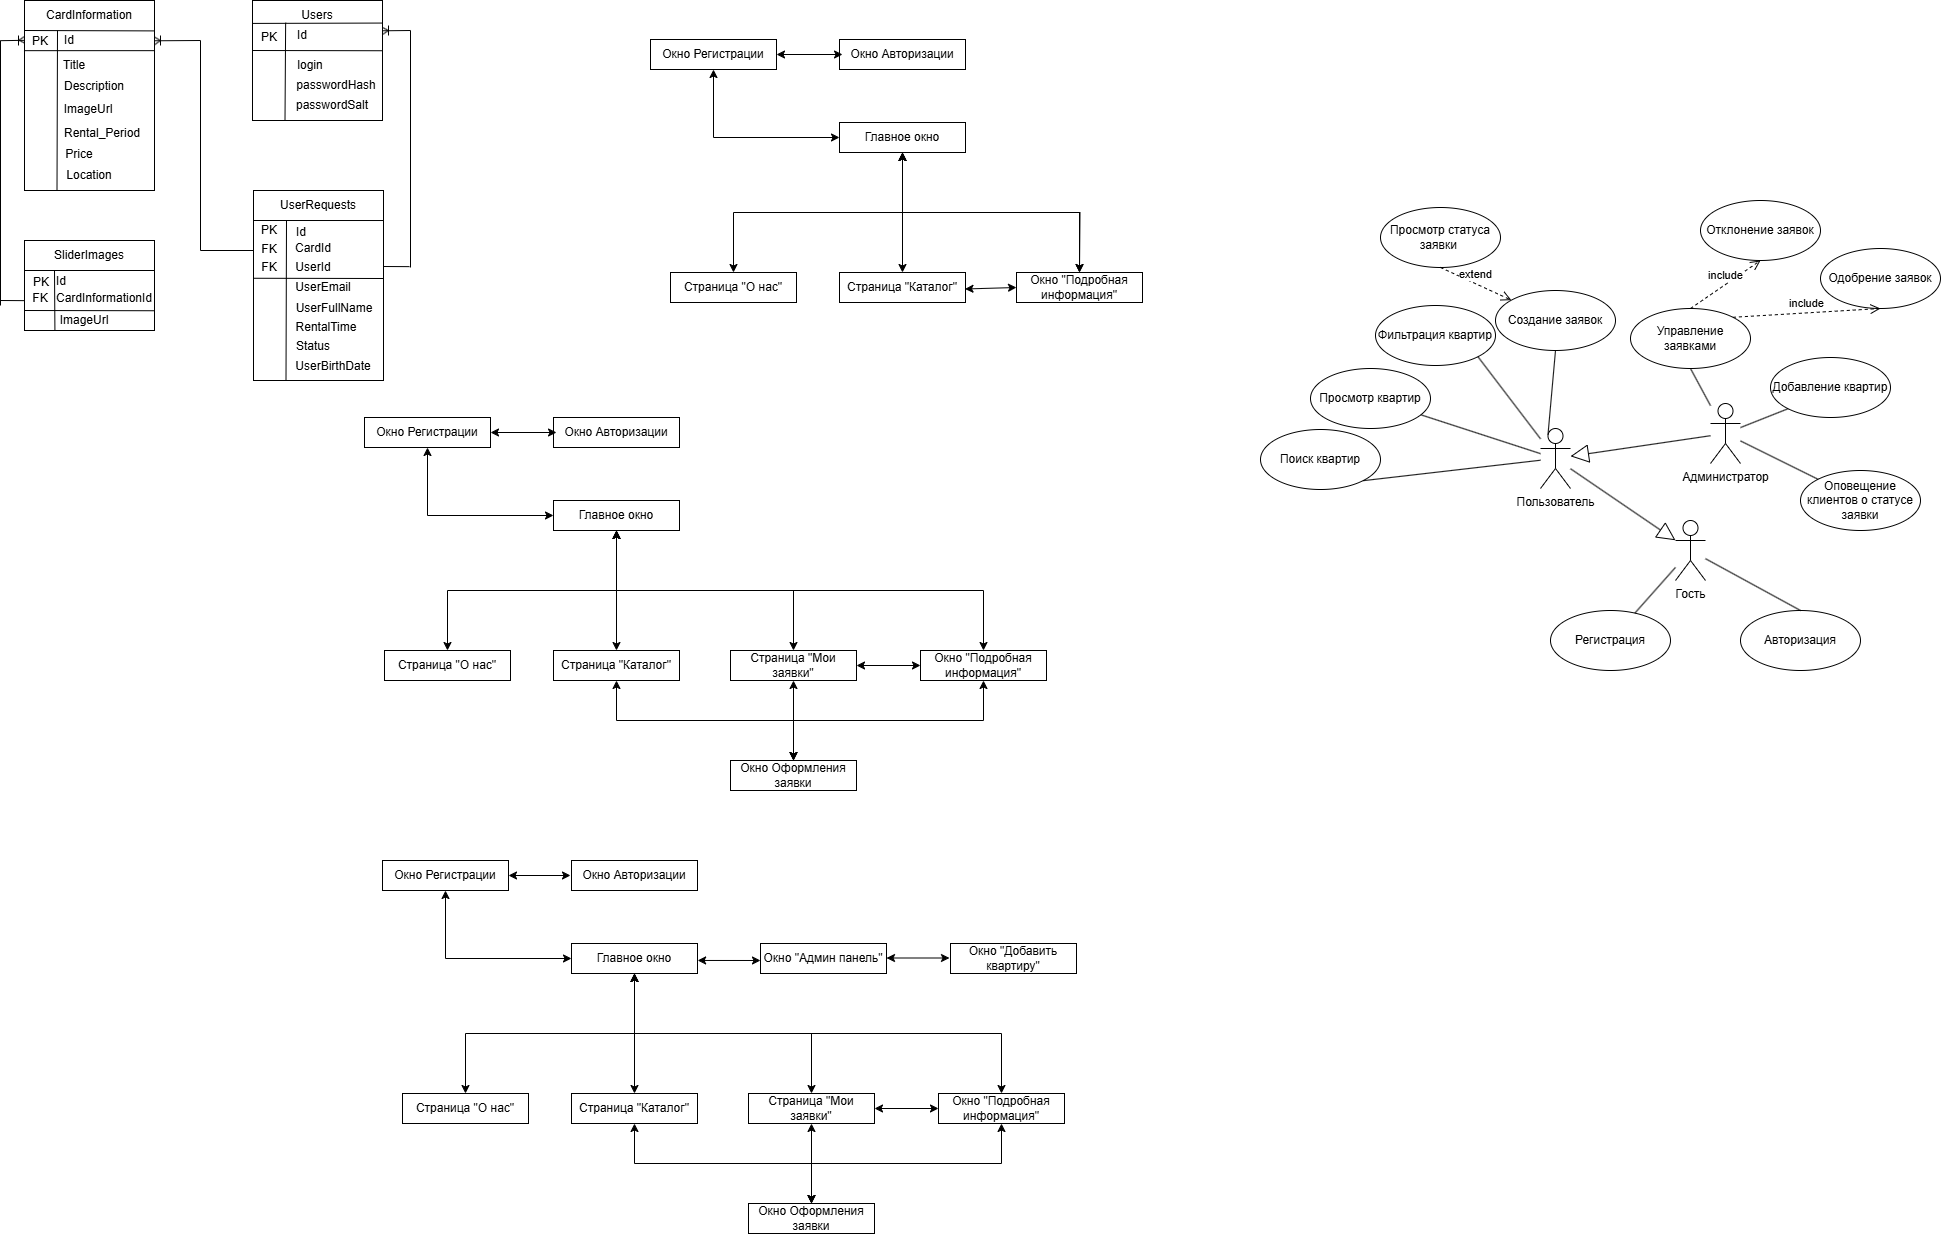 CardInformation
PK Id
Title
Description
ImageUrl
Rental_Period
Price
Location
Users
PK Id
login
passwordHash
passwordSalt
SliderImages
PK Id
FK CardInformationId
ImageUrl
UserRequests
PK Id
FK CardId
FK UserId
UserEmail
UserFullName
RentalTime
Status
UserBirthDate
Окно Регистрации
Окно Авторизации
Главное окно
Страница "О нас"
Страница "Каталог"
Окно "Подробная
информация"
Окно Регистрации
Окно Авторизации
Главное окно
Страница "О нас"
Страница "Каталог"
Страница "Мои
заявки"
Окно "Подробная
информация"
Окно Оформления
заявки
Окно Регистрации
Окно Авторизации
Главное окно
Окно "Админ панель"
Окно "Добавить
квартиру"
Страница "О нас"
Страница "Каталог"
Страница "Мои
заявки"
Окно "Подробная
информация"
Окно Оформления
заявки
Просмотр статуса
заявки
extend
Создание заявок
Фильтрация квартир
Просмотр квартир
Поиск квартир
Пользователь
Отклонение заявок
include
Одобрение заявок
include
Управление
заявками
Добавление квартир
Администратор
Оповещение
клиентов о статусе
заявки
Гость
Регистрация
Авторизация